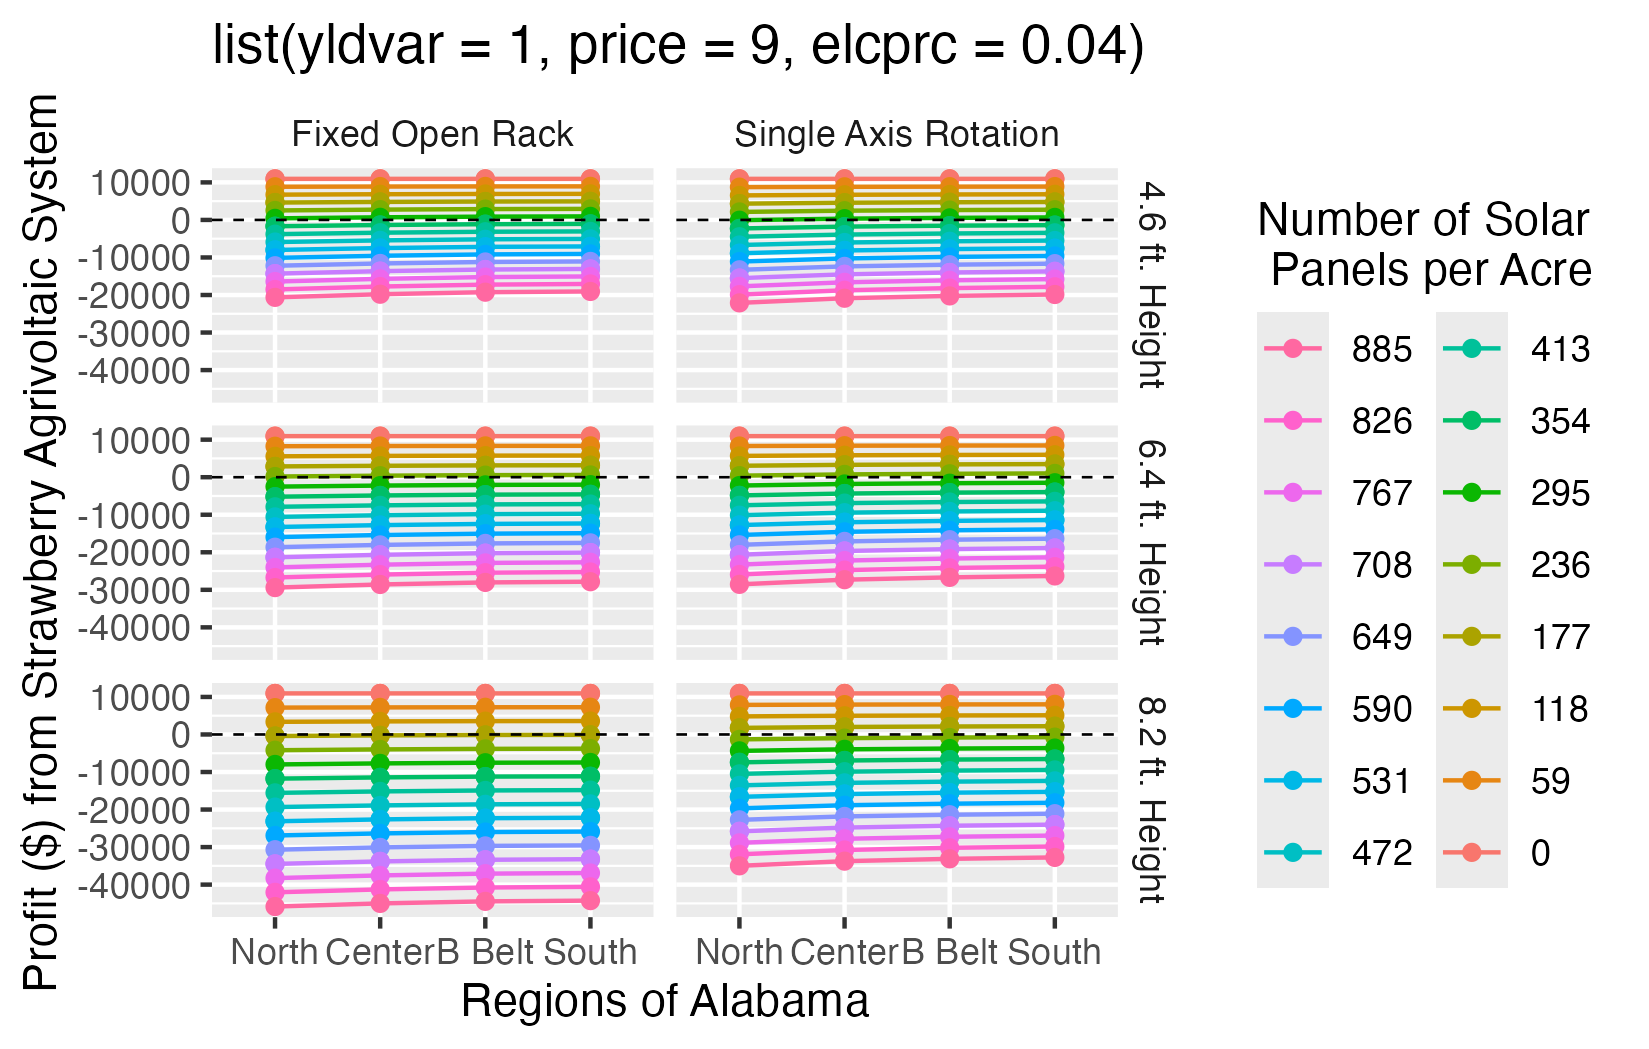 list(yldvar = 1, price = 9, elcprc = 0.04)
Profit ($) from Strawberry Agrivoltaic System
Fixed Open Rack
Single Axis Rotation
10000
0
-10000
-20000
-30000
-40000
4.6 ft. Height
10000
0
-10000
-20000
-30000
-40000
6.4 ft. Height
10000
0
-10000
-20000
-30000
-40000
8.2 ft. Height
North Center B Belt South
North Center B Belt South
Regions of Alabama
Number of Solar
Panels per Acre
885
826
767
708
649
590
531
472
413
354
295
236
177
118
59
0